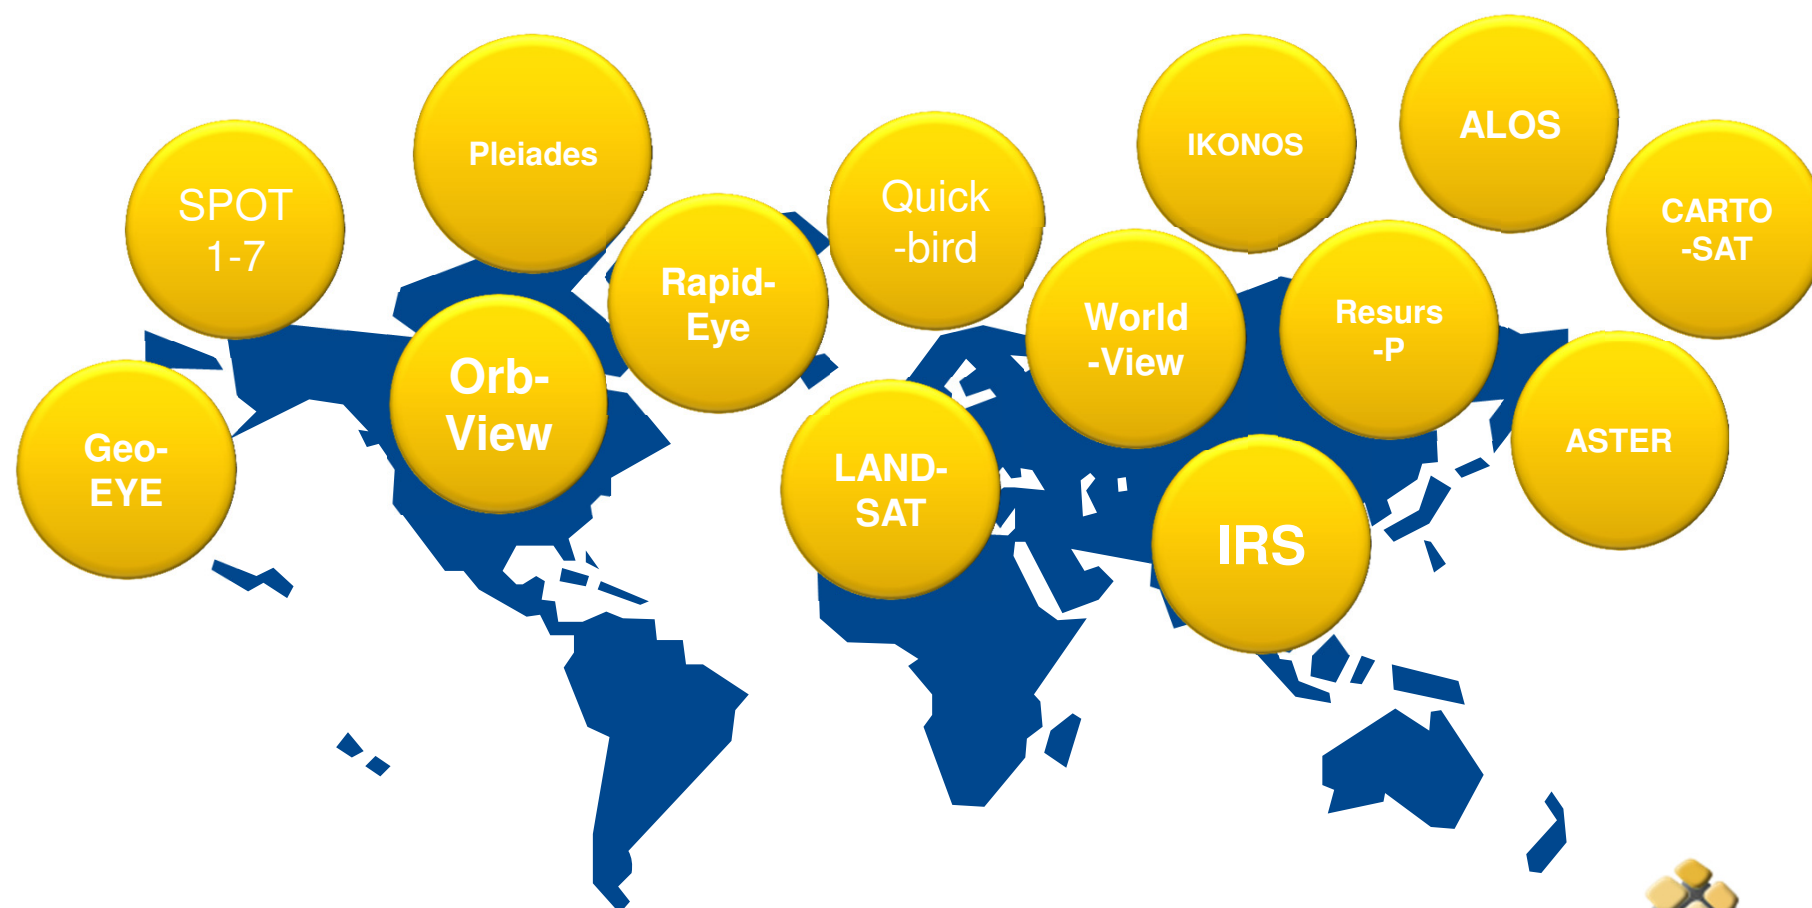 SPOT
1-7
Pleiades
Quick
-bird
IKONOS
ALOS
CARTO
-SAT
Rapid-
Eye
World
-View
Resurs
-P
Geo-
EYE
Orb-
View
LAND-
SAT
IRS
ASTER